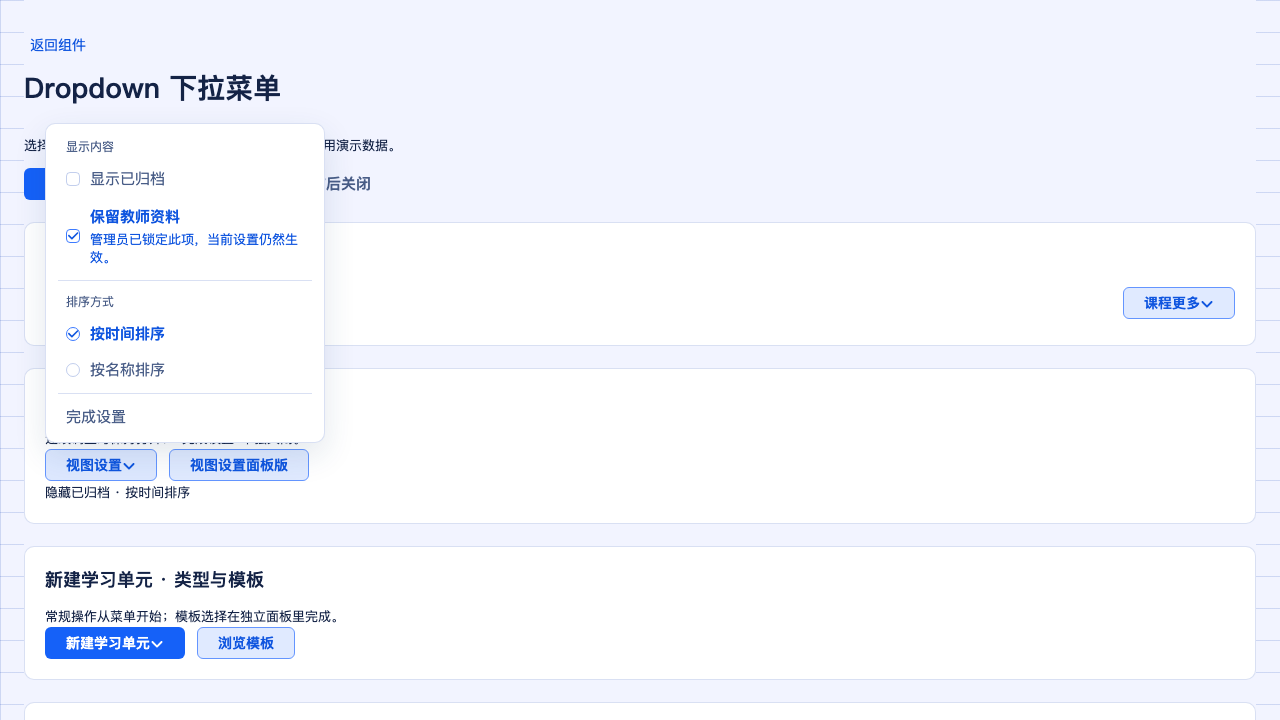 返回组件
Dropdown 下拉菜单
选择
用演示数据。
后关闭
显示内容
显示已归档
保留教师资料
管理员已锁定此项，当前设置仍然生
效。
排序方式
按时间排序
按名称排序
完成设置
课程更多
视图设置
视图设置面板版
隐藏已归档 · 按时间排序
新建学习单元 · 类型与模板
常规操作从菜单开始；模板选择在独立面板里完成。
新建学习单元
浏览模板